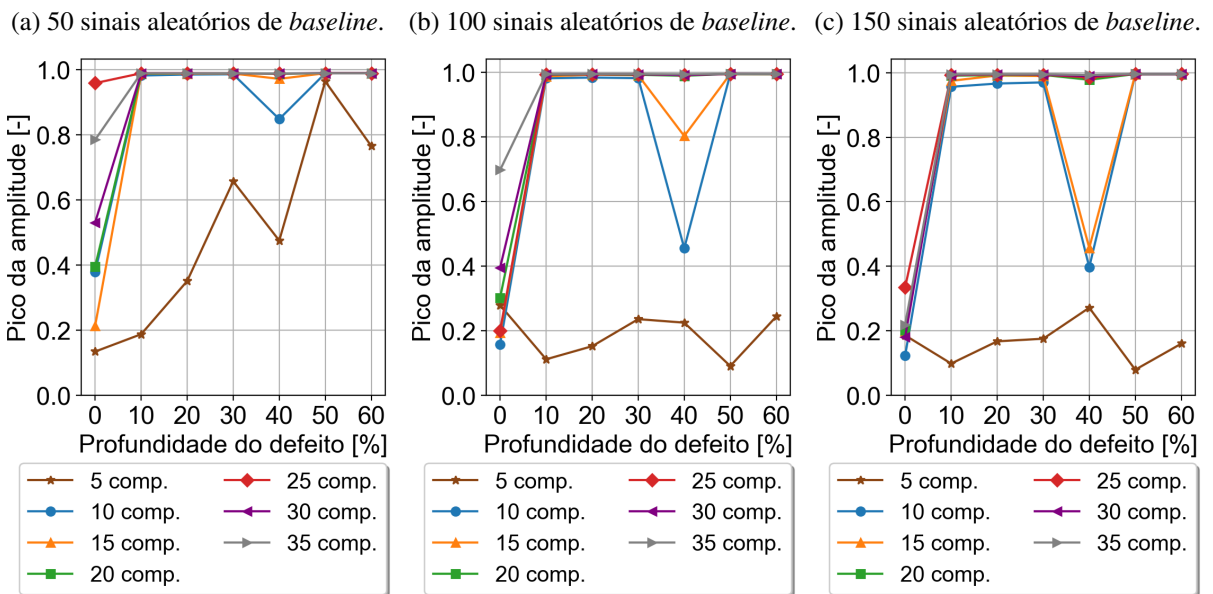 (a) 50 sinais aleatórios de baseline.
(b) 100 sinais aleatórios de baseline.
(c) 150 sinais aleatórios de baseline.
Pico da amplitude [-]
1.0
0.8
0.6
0.4
0.2
0.0
0 10 20 30 40 50 60
Profundidade do defeito [%]
5 comp.
10 comp.
15 comp.
20 comp.
25 comp.
30 comp.
35 comp.
Pico da amplitude [-]
1.0
0.8
0.6
0.4
0.2
0.0
0 10 20 30 40 50 60
Profundidade do defeito [%]
5 comp.
10 comp.
15 comp.
20 comp.
25 comp.
30 comp.
35 comp.
Pico da amplitude [-]
1.0
0.8
0.6
0.4
0.2
0.0
0 10 20 30 40 50 60
Profundidade do defeito [%]
5 comp.
10 comp.
15 comp.
20 comp.
25 comp.
30 comp.
35 comp.